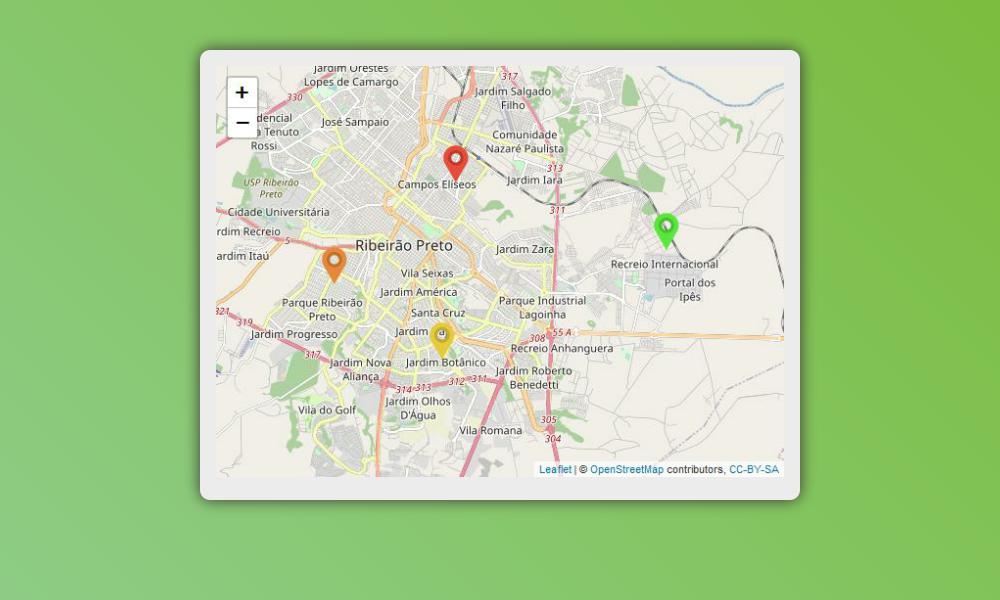 Jardim Orestes
Lopes de Camargo
317
+
Jardim Salgado
Filho
330
−
José Sampaio
dencial
a Tenuto
Rossi
Comunidade
Nazaré Paulista
313
Campos Elíseos
Jardim Iara
USP Ribeirão
Preto
Cidade Universitária
311
rdim Recreio
5
Ribeirão Preto
Jardim Zara
ardim Itaú
Recreio Internacional
Vila Seixas
Portal dos
Ipês
Jardim América
Parque Ribeirão
Preto
Parque Industrial
Lagoinha
321
319
Santa Cruz
Jardim Progresso
Jardim
308
55 A
Recreio Anhanguera
317
Jardim Nova
Aliança
Jardim Botânico
Jardim Roberto
Benedetti
314
313
312
311
Jardim Olhos
D'Água
Vila do Golf
305
Vila Romana
304
Leaflet | © OpenStreetMap contributors, CC-BY-SA